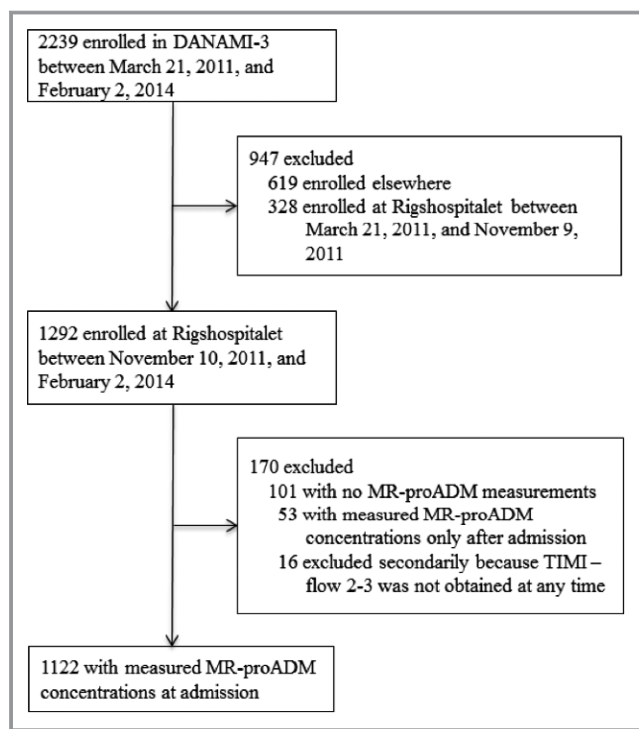 2239 enrolled in DANAMI-3
between March 21, 2011, and
February 2, 2014
947 excluded
619 enrolled elsewhere
328 enrolled at Rigshospitalet between
March 21, 2011, and November 9,
2011
1292 enrolled at Rigshospitalet
between November 10, 2011, and
February 2, 2014
170 excluded
101 with no MR-proADM measurements
53 with measured MR-proADM
concentrations only after admission
16 excluded secondarily because TIMI –
flow 2-3 was not obtained at any time
1122 with measured MR-proADM
concentrations at admission